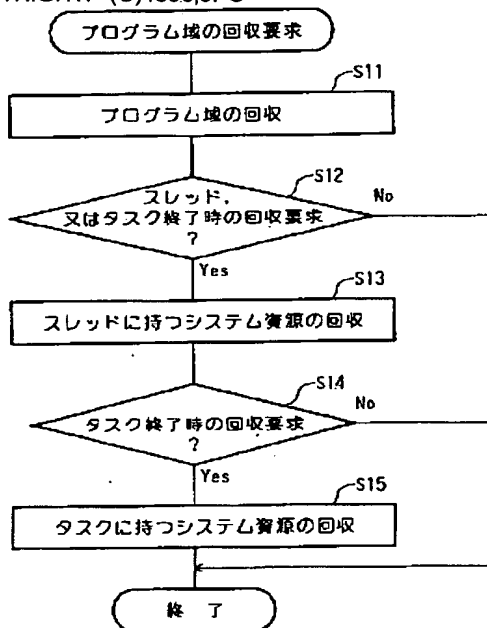 プログラム域の回収要求
S11
プログラム域の回収
S12
スレッド,
又はタスク終了時の回収要求
?
No
Yes
S13
スレッドに持つシステム資源の回収
S14
タスク終了時の回収要求
?
No
Yes
S15
タスクに持つシステム資源の回収
終 了